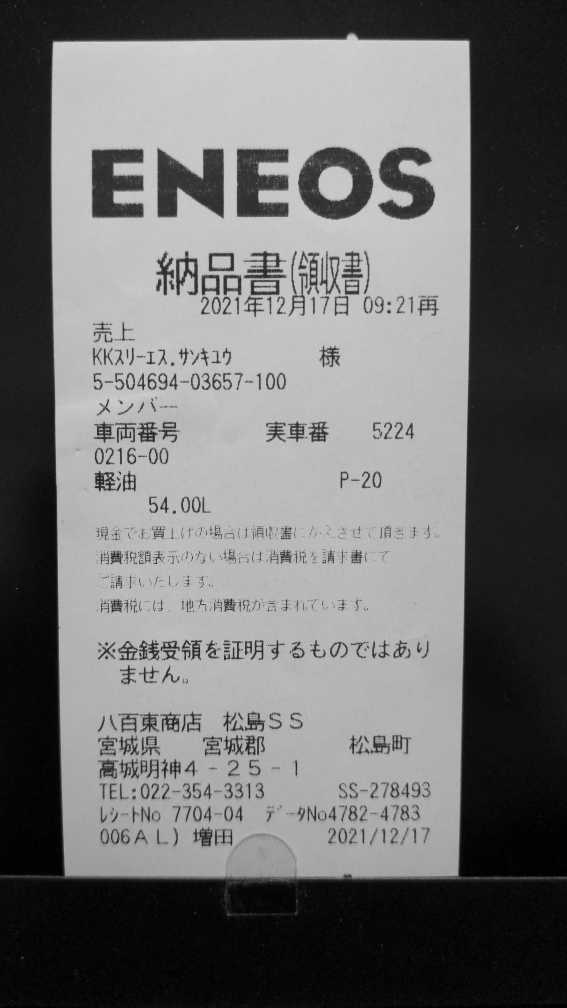 ENEOS
納品書(領収書)
2021年12月17日 09:21再
売上
KKｽﾘｰｴｽ.ｻﾝｷﾕｳ 様
5-504694-03657-100
メンバー
車両番号 実車番 5224
0216-00
軽油 P-20
54.00L
現金でお買上げの場合は領収書にかえさせて頂きます。
消費税額表示のない場合は消費税を請求書にて
ご請求いたします。
消費税には、地方消費税が含まれています。
※金銭受領を証明するものではあり
ません。
八百東商店 松島ＳＳ
宮城県 宮城郡 松島町
高城明神４－２５－１
TEL:022-354-3313 SS-278493
ﾚｼｰﾄNo 7704-04 ﾃﾞｰﾀNo4782-4783
006ＡＬ）増田 2021/12/17